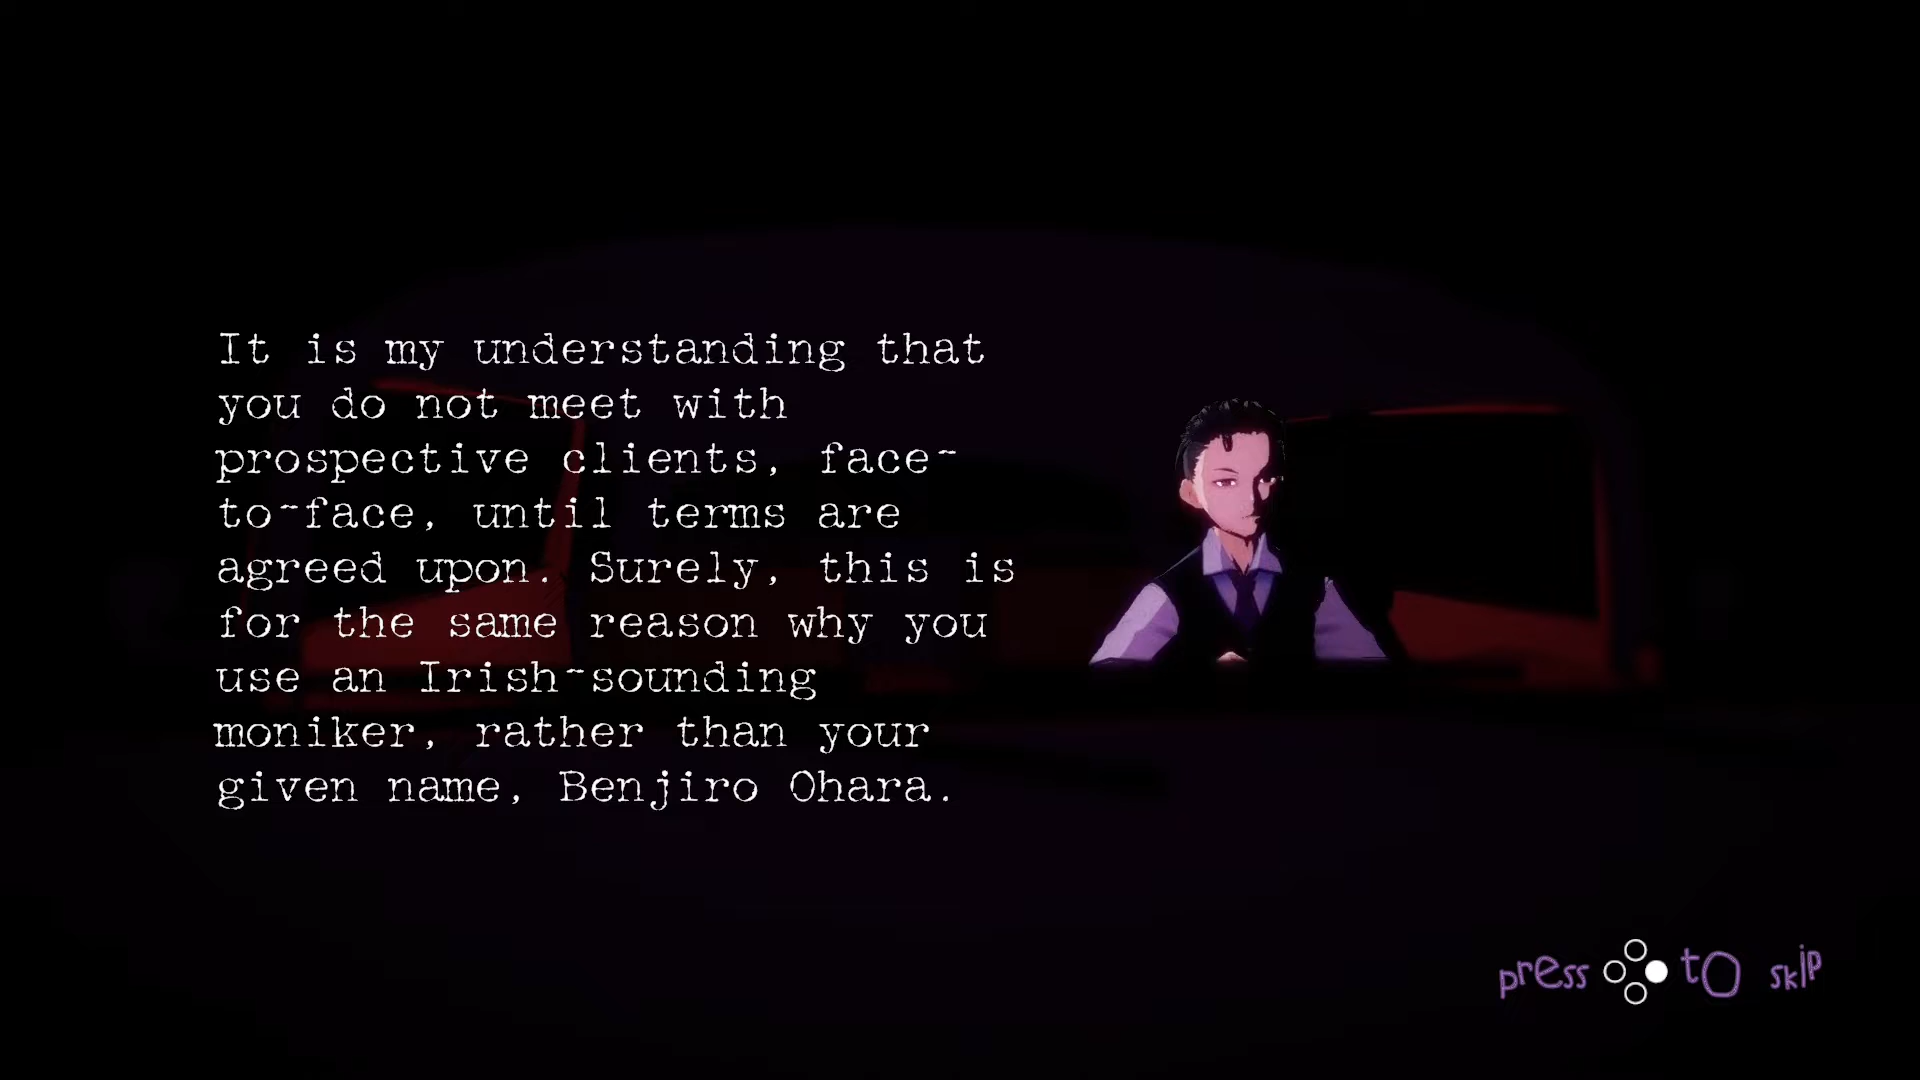 It is my understanding that
you do not meet with
prospective clients, face-
to-face, until terms are
agreed upon. Surely, this is
for the same reason why you
use an Irish-sounding
moniker, rather than your
given name, Benjiro Ohara.
press to skip